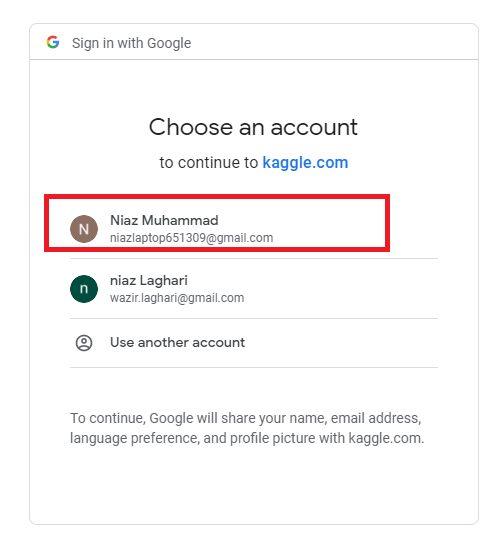 Sign in with Google
Choose an account
to continue to kaggle.com
N
Niaz Muhammad
niazlaptop651309@gmail.com
n
niaz Laghari
wazir.laghari@gmail.com
Use another account
To continue, Google will share your name, email address,
language preference, and profile picture with kaggle.com.